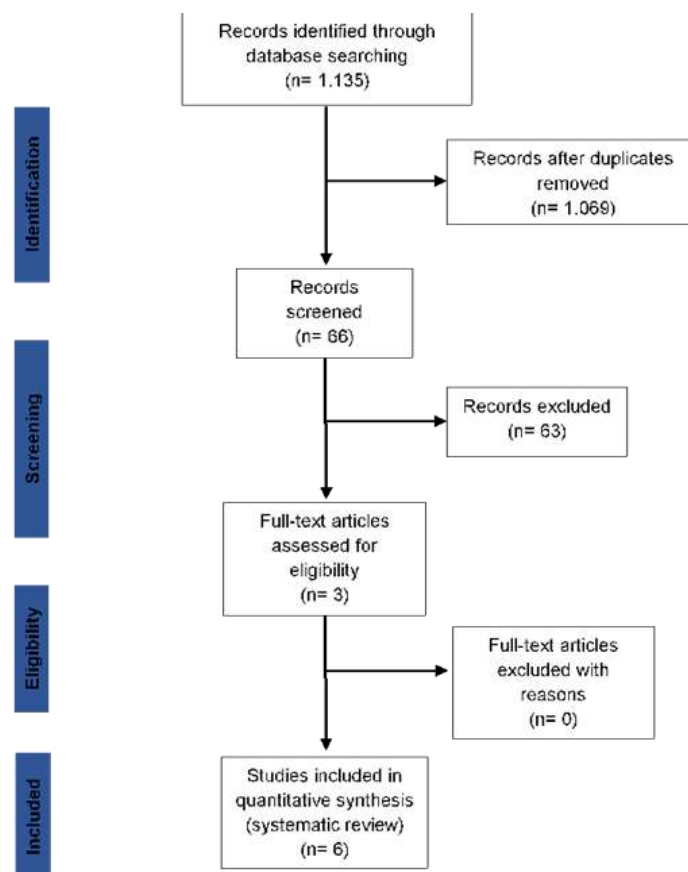 Records identified through
database searching
(n= 1.135)
Identification
Records after duplicates
removed
(n= 1.069)
Records
screened
(n= 66)
Screening
Records excluded
(n= 63)
Full-text articles
assessed for
eligibility
(n= 3)
Eligibility
Full-text articles
excluded with
reasons
(n= 0)
Included
Studies included in
quantitative synthesis
(systematic review)
(n= 6)